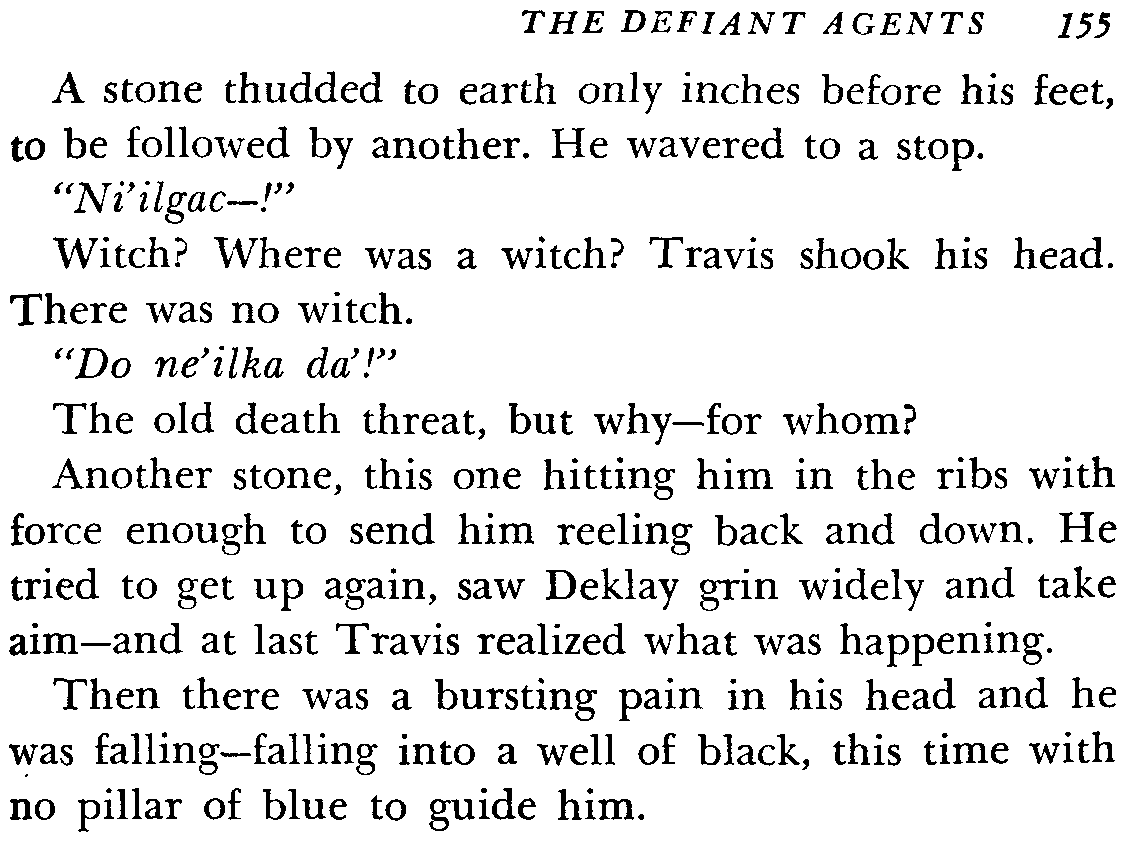 THE DEFIANT AGENTS 155
A stone thudded to earth only inches before his feet,
to be followed by another. He wavered to a stop.
“Ni’ilgac—!”
Witch? Where was a witch? Travis shook his head.
There was no witch.
“Do ne’ilka da’!”
The old death threat, but why—for whom?
Another stone, this one hitting him in the ribs with
force enough to send him reeling back and down. He
tried to get up again, saw Deklay grin widely and take
aim—and at last Travis realized what was happening.
Then there was a bursting pain in his head and he
was falling—falling into a well of black, this time with
no pillar of blue to guide him.